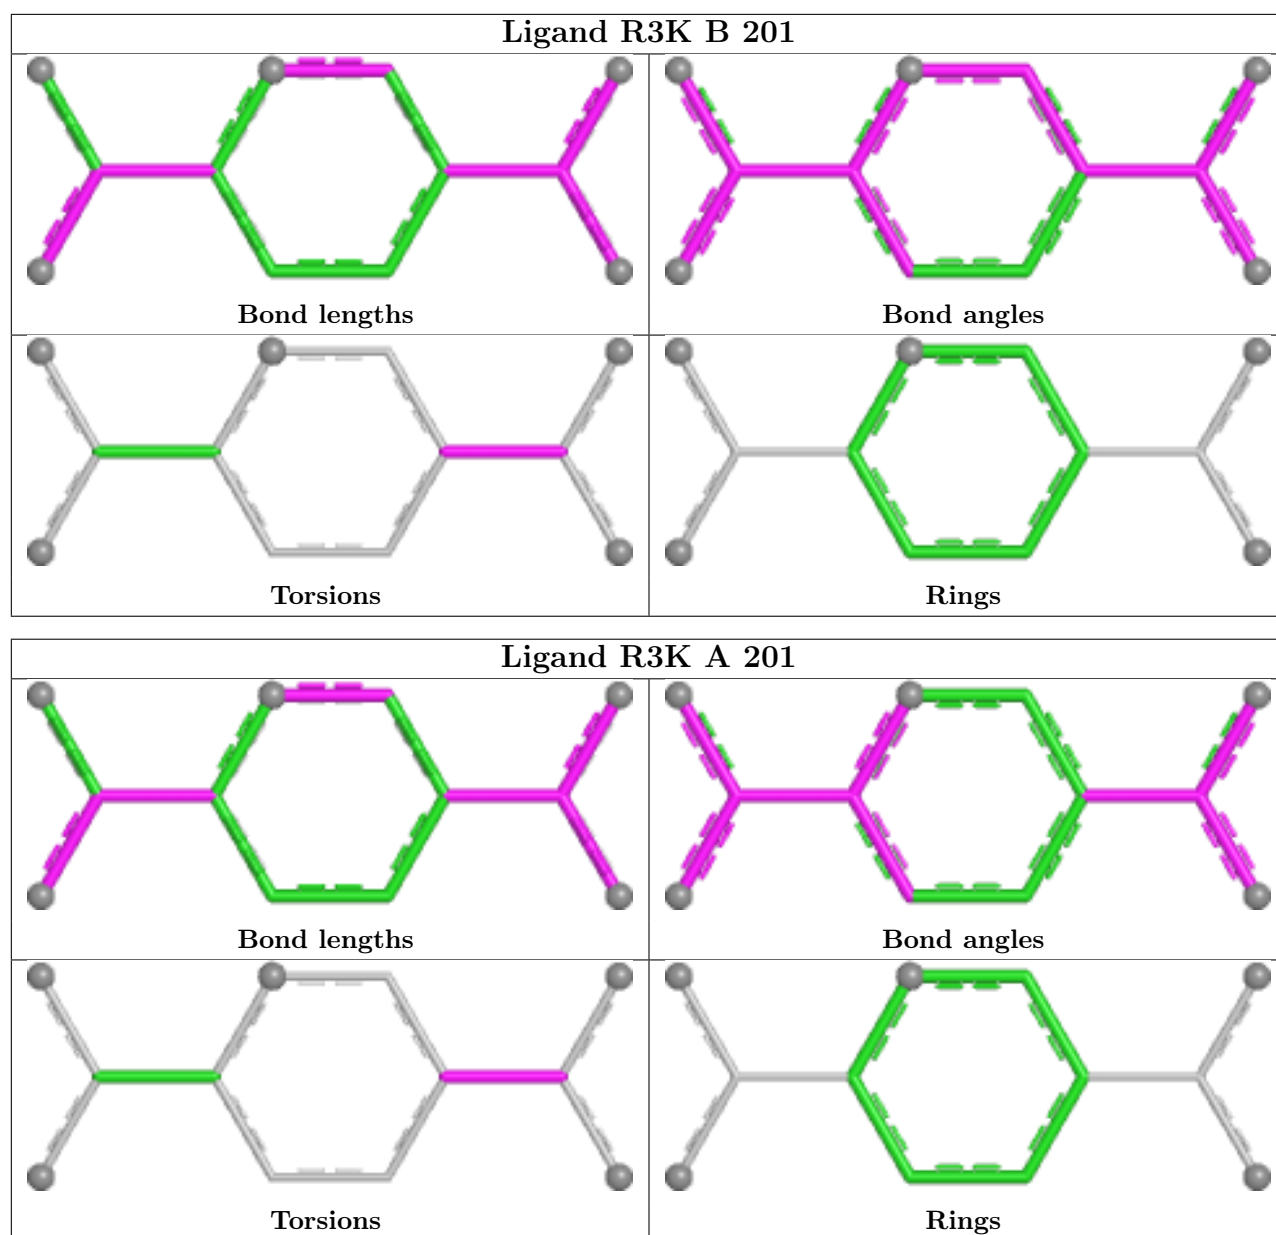 Ligand R3K B 201
Bond lengths
Bond angles
Torsions
Rings
Ligand R3K A 201
Bond lengths
Bond angles
Torsions
Rings